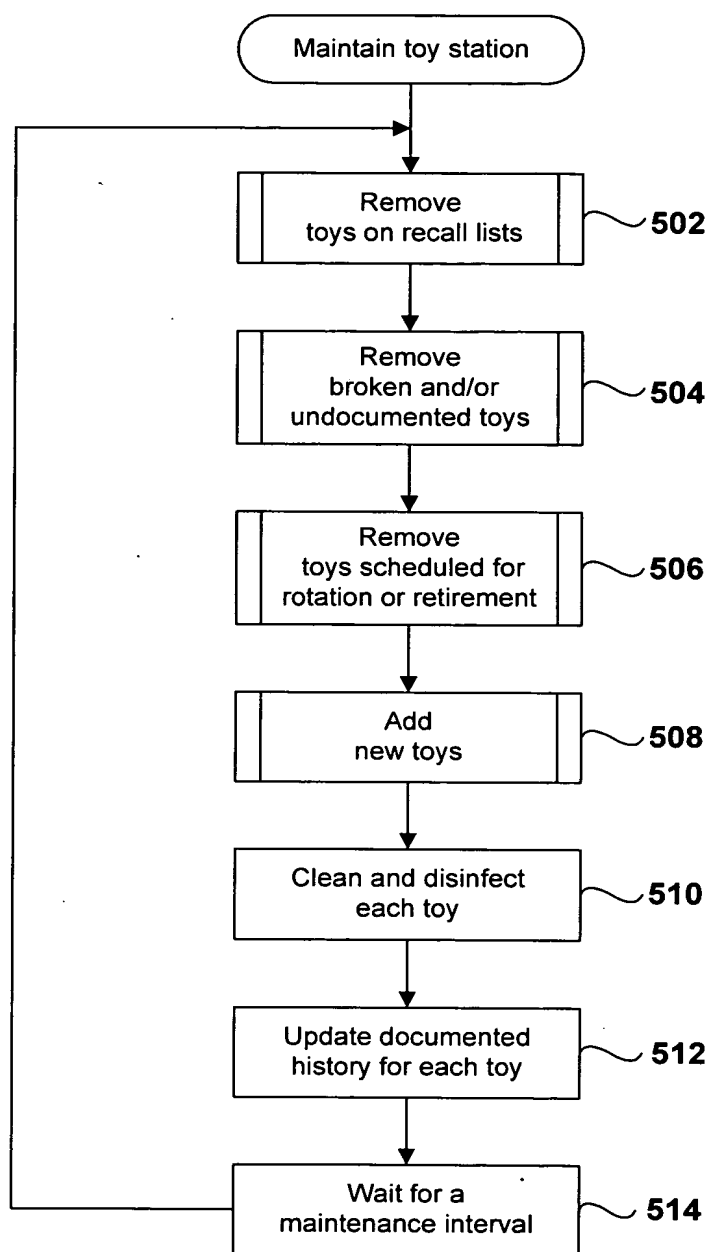 Maintain toy station
Remove
toys on recall lists
502
Remove
broken and/or
undocumented toys
504
Remove
toys scheduled for
rotation or retirement
506
Add
new toys
508
Clean and disinfect
each toy
510
Update documented
history for each toy
512
Wait for a
maintenance interval
514